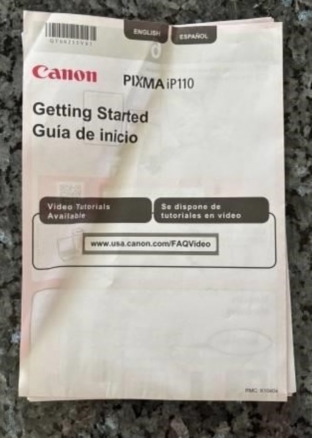 ENGLISH
ESPAÑOL
Canon
PIXMA iP110
Getting Started
Guía de inicio
Video Tutorials
Available
Se dispone de
tutoriales en vídeo
www.usa.canon.com/FAQVideo